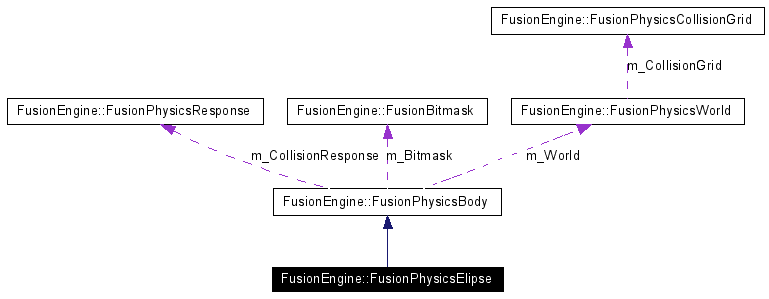 FusionEngine::FusionPhysicsCollisionGrid
m_CollisionGrid
FusionEngine::FusionPhysicsResponse
FusionEngine::FusionBitmask
FusionEngine::FusionPhysicsWorld
m_CollisionResponse
m_Bitmask
m_World
FusionEngine::FusionPhysicsBody
FusionEngine::FusionPhysicsElipse